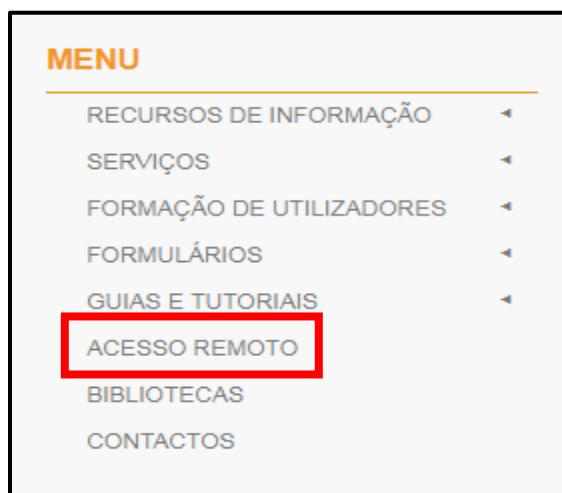 MENU
RECURSOS DE INFORMAÇÃO
SERVIÇOS
FORMAÇÃO DE UTILIZADORES
FORMULÁRIOS
GUIAS E TUTORIAIS
ACESSO REMOTO
BIBLIOTECAS
CONTACTOS